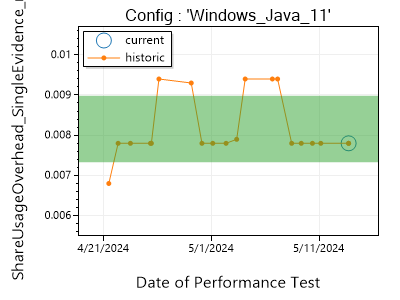 Config : 'Windows_Java_11'
current
historic
0.01
0.009
0.008
0.007
0.006
4/21/2024
5/1/2024
5/11/2024
Date of Performance Test
ShareUsageOverhead_SingleEvidence_